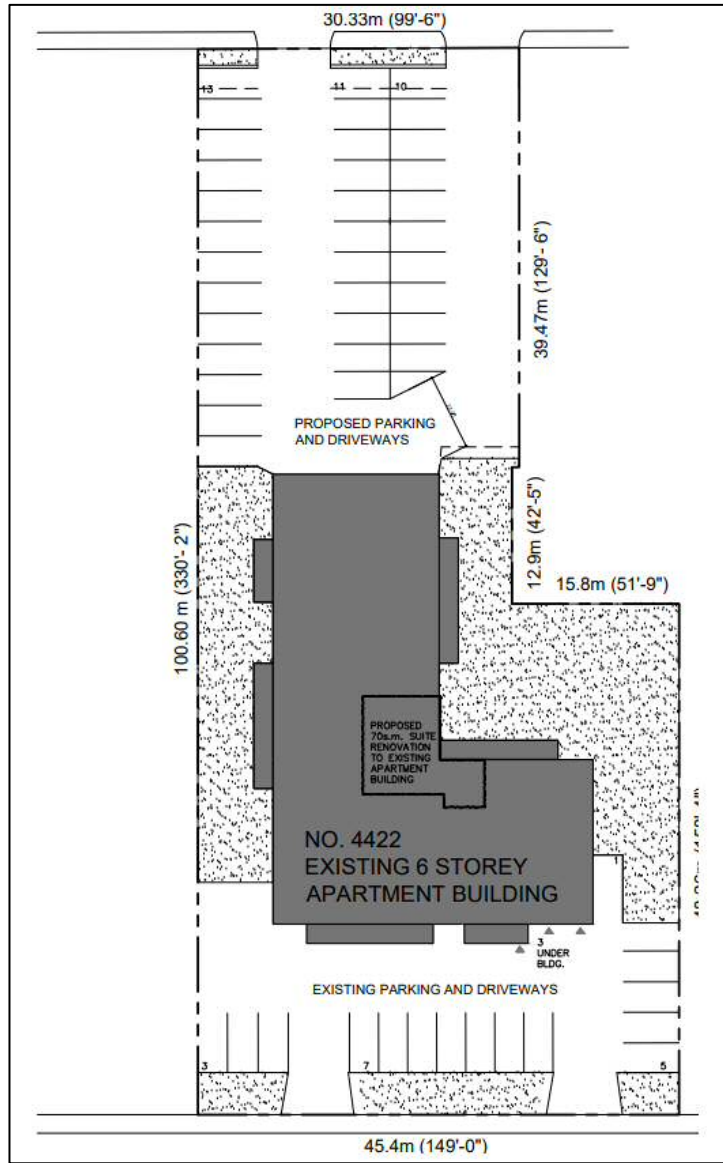 30.33m (99'-6")
13
11
10
39.47m (129'- 6")
PROPOSED PARKING
AND DRIVEWAYS
12.9m (42'-5")
15.8m (51'-9")
100.60 m (330'- 2")
PROPOSED
70s.m. SUITE
RENOVATION
TO EXISTING
APARTMENT
BUILDING
NO. 4422
EXISTING 6 STOREY
APARTMENT BUILDING
1
3
UNDER
BLDG.
EXISTING PARKING AND DRIVEWAYS
3
7
5
45.4m (149'-0")